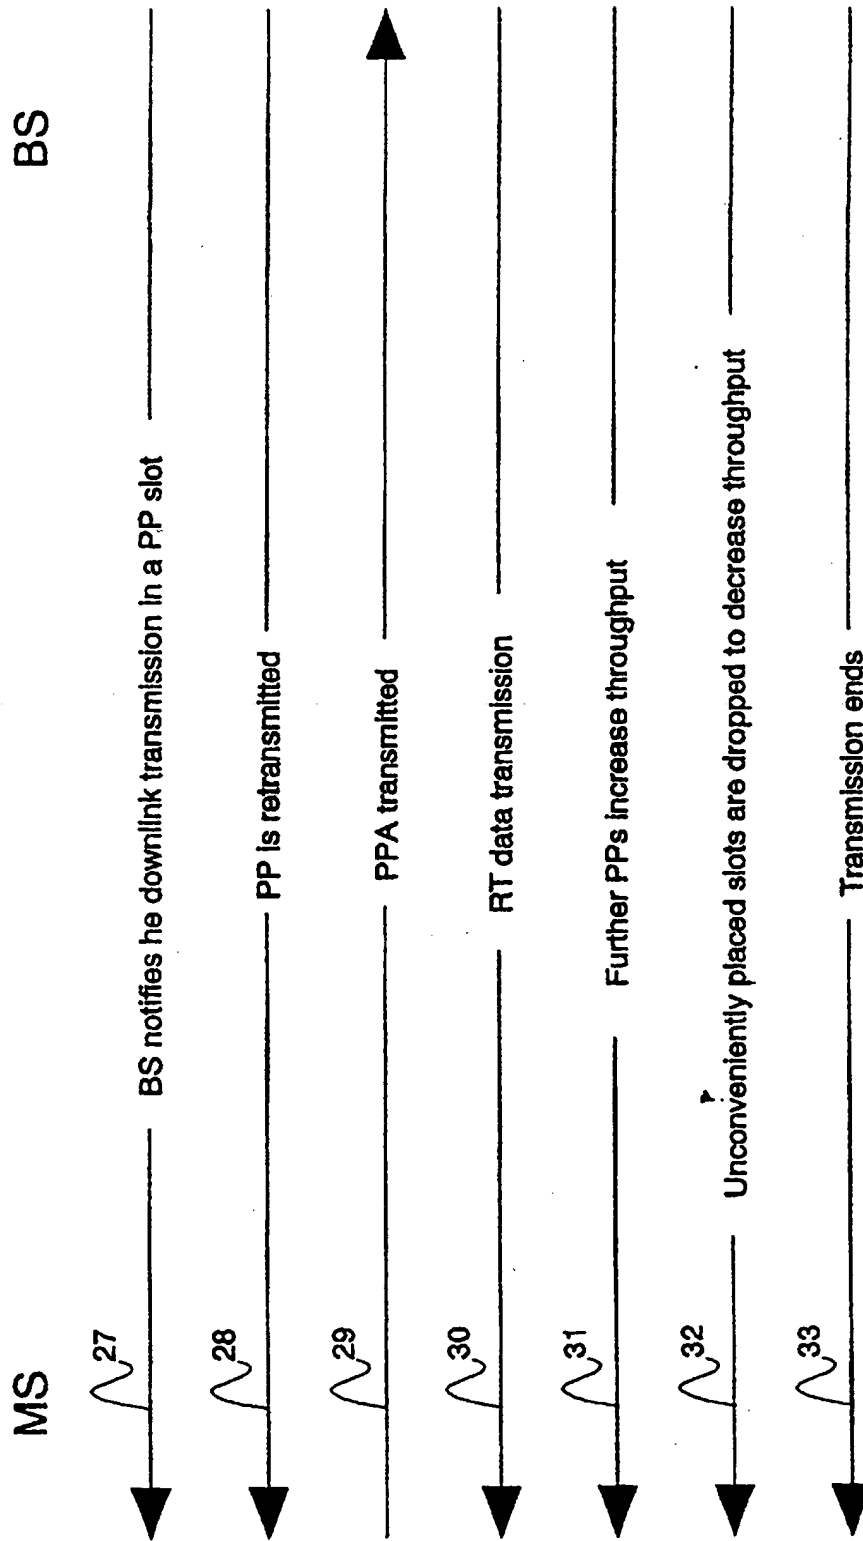 MS
BS
27
BS notifies he downlink transmission in a PP slot
28
PP is retransmitted
29
PPA transmitted
30
RT data transmission
31
Further PPs increase throughput
32
Unconveniently placed slots are dropped to decrease throughput
33
Transmission ends